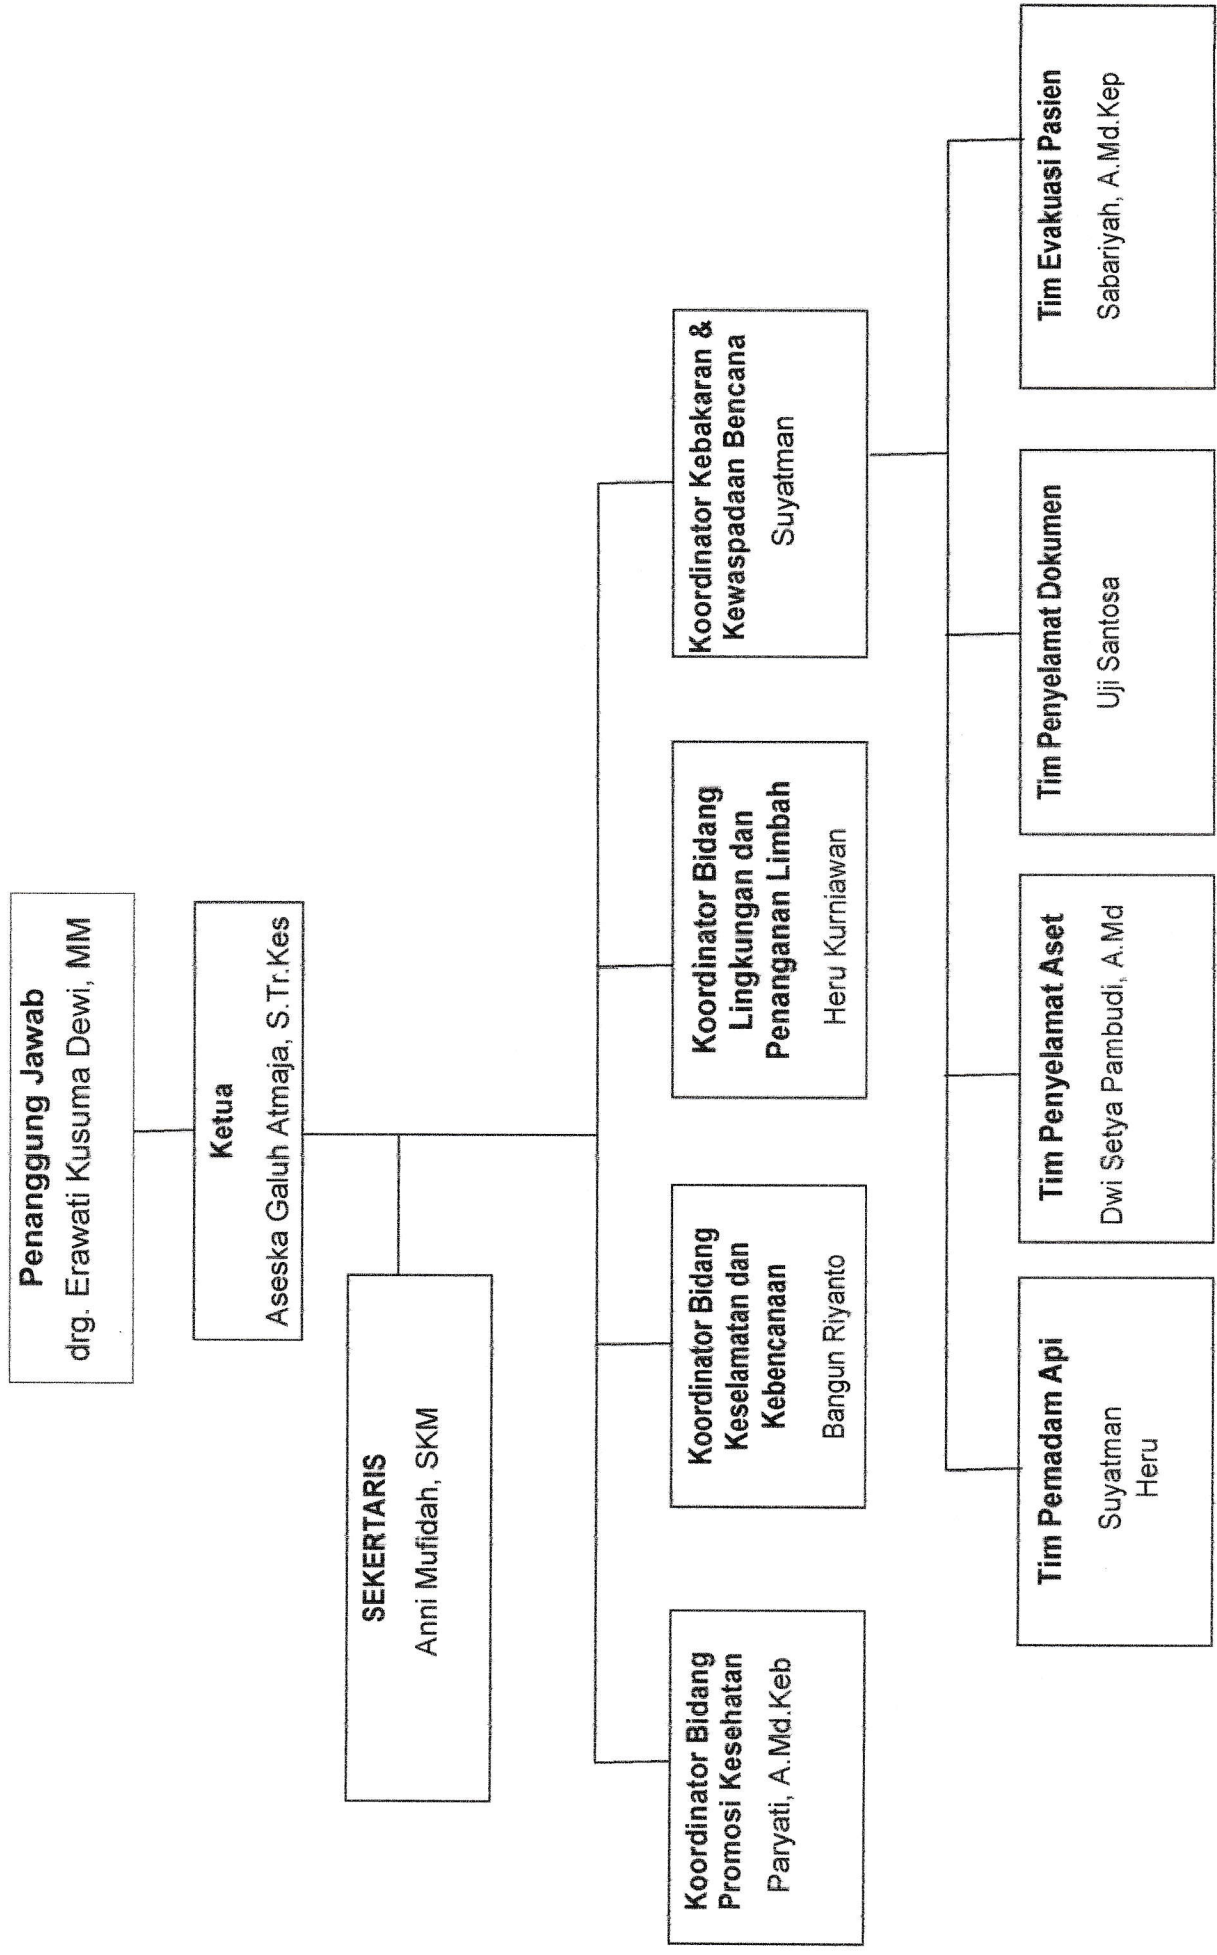 Penanggung Jawab
drg. Erawati Kusuma Dewi, MM
Ketua
Aseska Galuh Atmaja, S.Tr.Kes
SEKERTARIS
Anni Mufidah, SKM
Koordinator Bidang
Promosi Kesehatan
Paryati, A.Md.Keb
Koordinator Bidang
Keselamatan dan
Kebencanaan
Bangun Riyanto
Koordinator Bidang
Lingkungan dan
Penanganan Limbah
Heru Kurniawan
Koordinator Kebakaran &
Kewaspadaan Bencana
Suyatman
Tim Pemadam Api
Suyatman
Heru
Tim Penyelamat Aset
Dwi Setya Pambudi, A.Md
Tim Penyelamat Dokumen
Uji Santosa
Tim Evakuasi Pasien
Sabariyah, A.Md.Kep